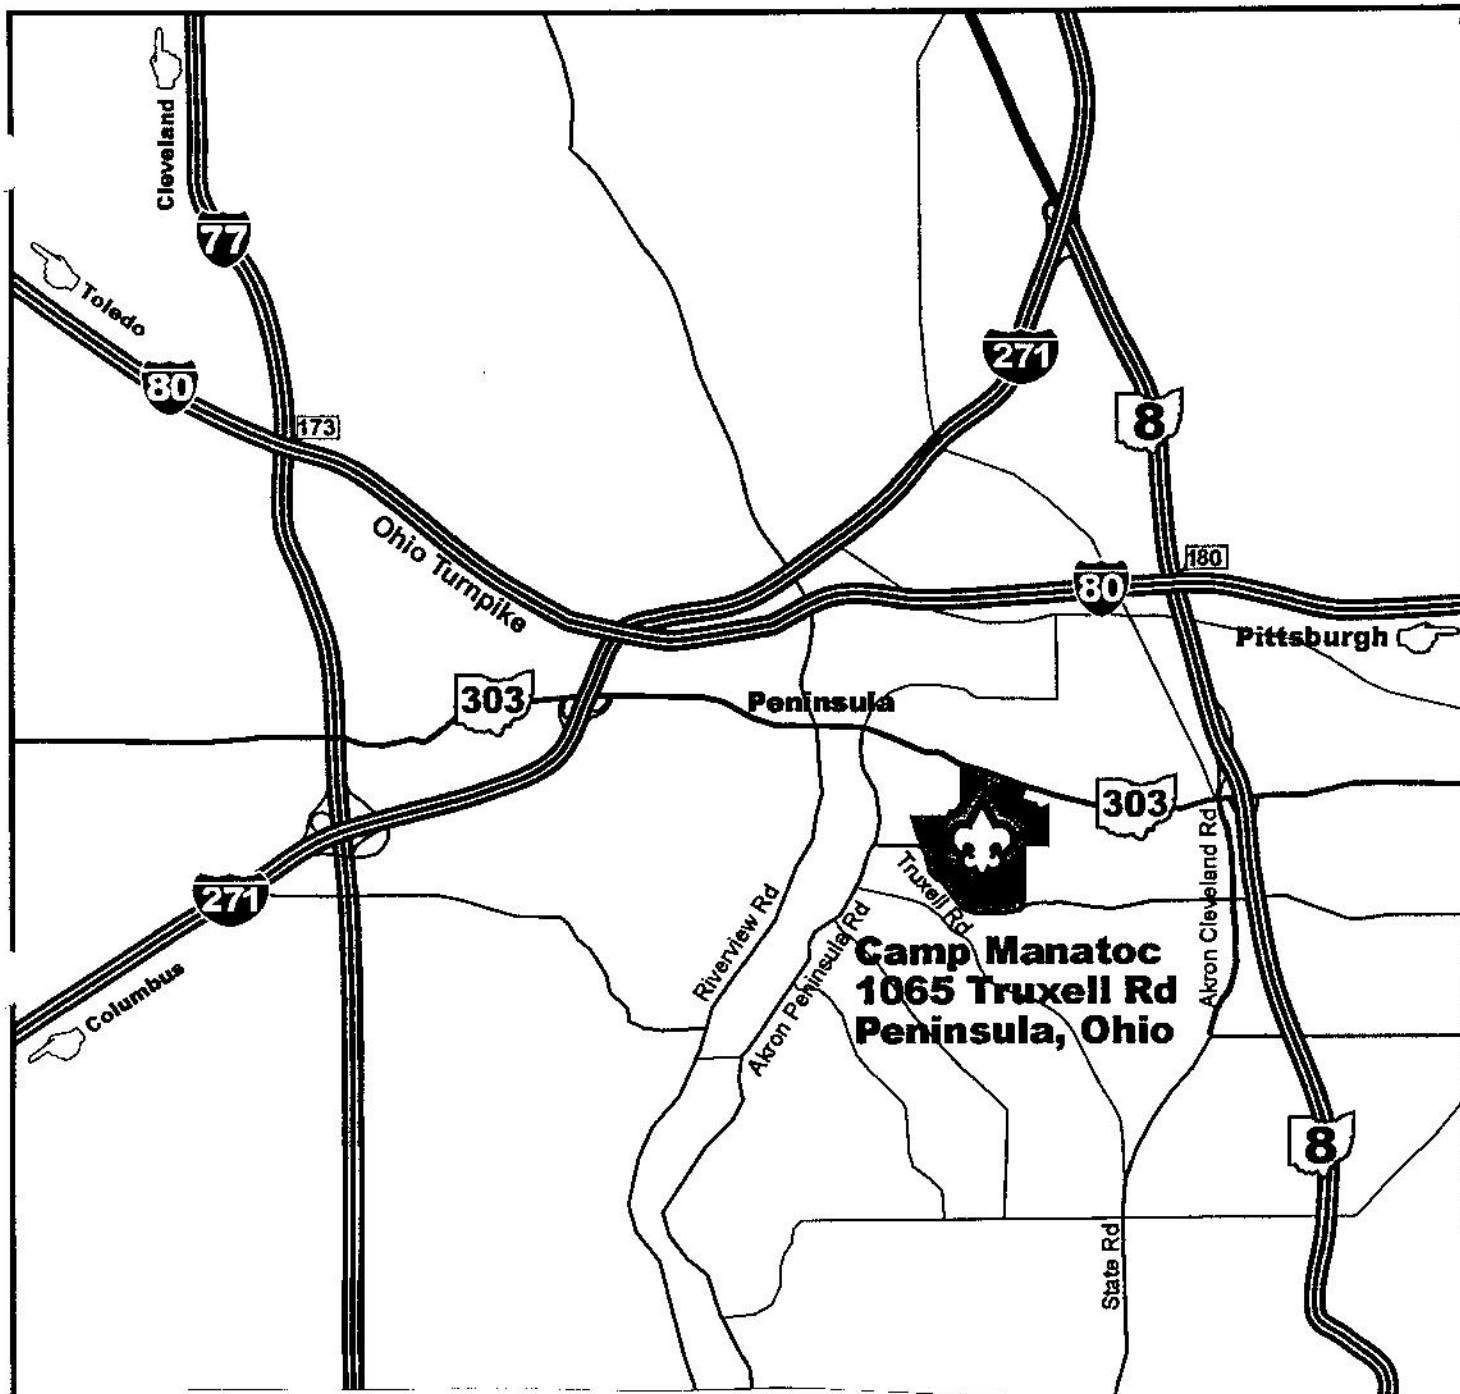 Cleveland
77
Toledo
80
173
271
8
Ohio Turnpike
180
80
Pittsburgh
303
Peninsula
303
271
Truxell Rd
Akron Cleveland Rd
Riverview Rd
Akron Peninsula Rd
Camp Manatoc
1065 Truxell Rd
Peninsula, Ohio
Columbus
8
State Rd